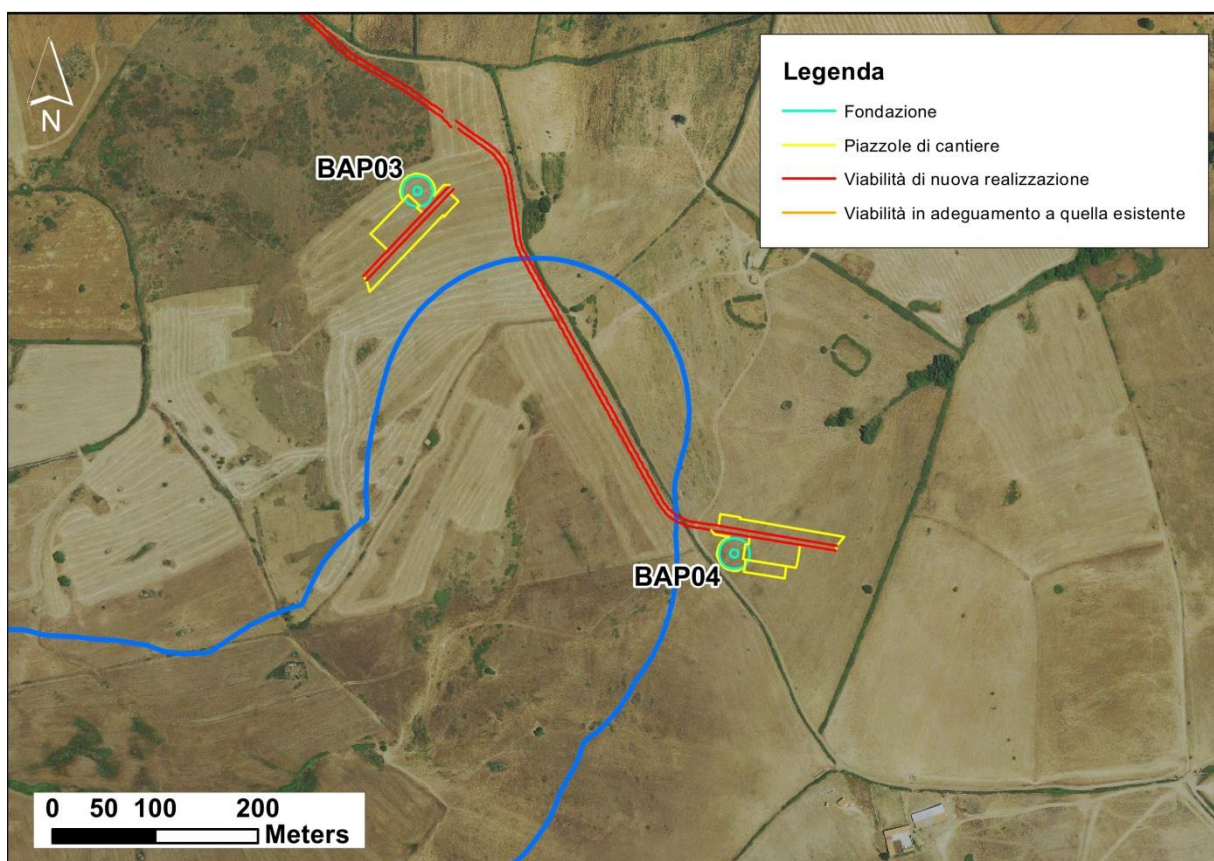 N
Legenda
Fondazione
Piazzole di cantiere
Viabilità di nuova realizzazione
Viabilità in adeguamento a quella esistente
BAP03
BAP04
0 50 100 200
Meters